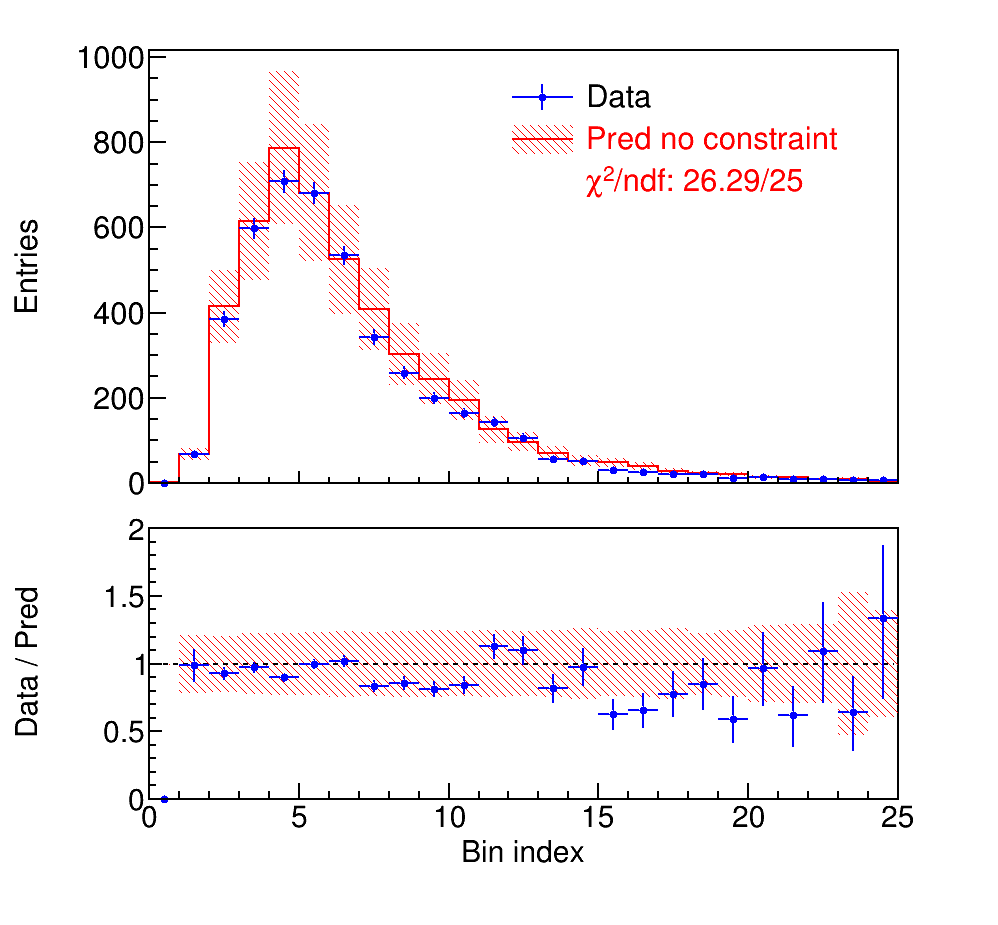 1000
800
600
400
200
0
Entries
Data
Pred no constraint
χ²/ndf: 26.29/25
2
1.5
1
0.5
0
Data / Pred
0 5 10 15 20 25
Bin index